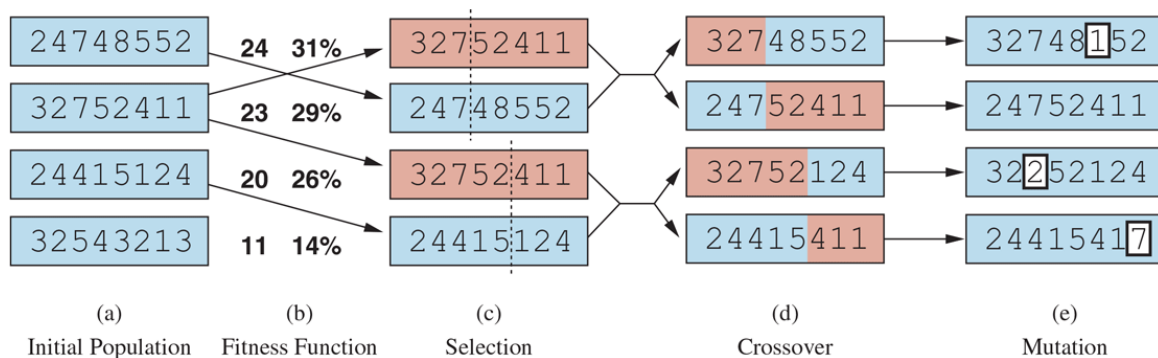 24748552 24 31% 32752411 32748552 32748152
32752411 23 29% 24748552 24752411 24752411
24415124 20 26% 32752411 32752124 32252124
32543213 11 14% 24415124 24415411 24415417
(a) (b) (c) (d) (e)
Initial Population Fitness Function Selection Crossover Mutation